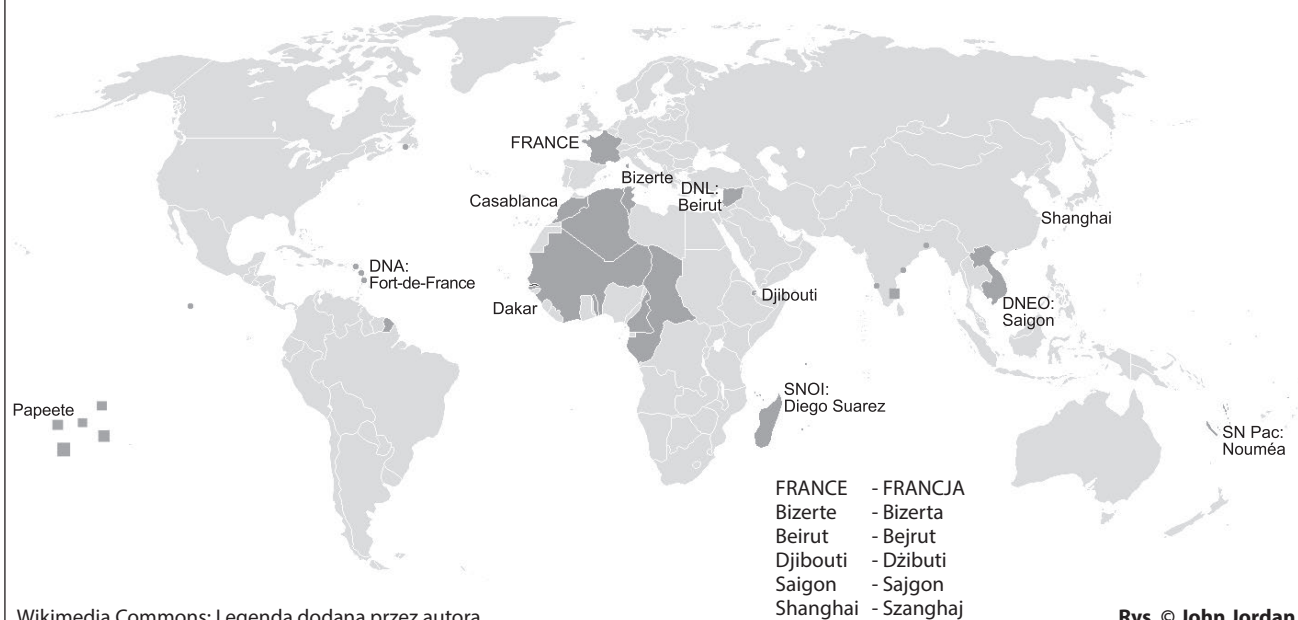 FRANCE
Bizerte
Casablanca
DNL:
Beirut
Shanghai
DNA:
Fort-de-France
Dakar
Djibouti
DNEO:
Saigon
Papeete
SNOI:
Diego Suarez
SN Pac:
Nouméa
FRANCE - FRANCJA
Bizerte - Bizerta
Beirut - Bejrut
Djibouti - Dżibuti
Saigon - Sajgon
Shanghai - Szanghaj
Wikimedia Commons: Legenda dodana przez autora
Rys. © John Jordan